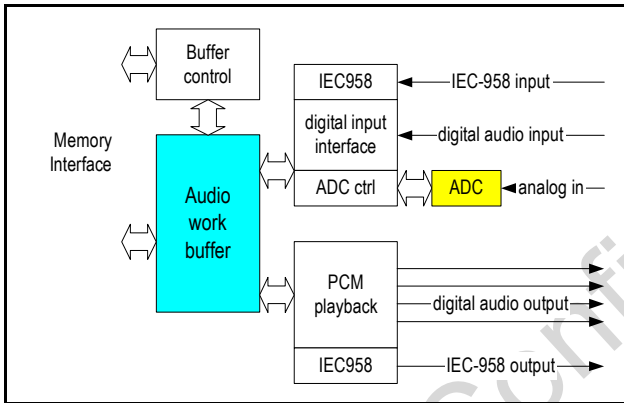 Buffer
control
Memory
Interface
Audio
work
buffer
IEC958
IEC-958 input
digital input
interface
digital audio input
ADC ctrl
ADC
analog in
PCM
playback
digital audio output
IEC958
IEC-958 output
Confi